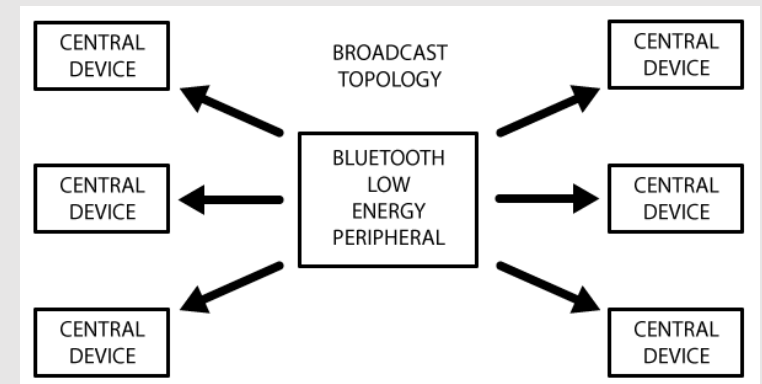 CENTRAL
DEVICE
BROADCAST
TOPOLOGY
CENTRAL
DEVICE
CENTRAL
DEVICE
BLUETOOTH
LOW
ENERGY
PERIPHERAL
CENTRAL
DEVICE
CENTRAL
DEVICE
CENTRAL
DEVICE